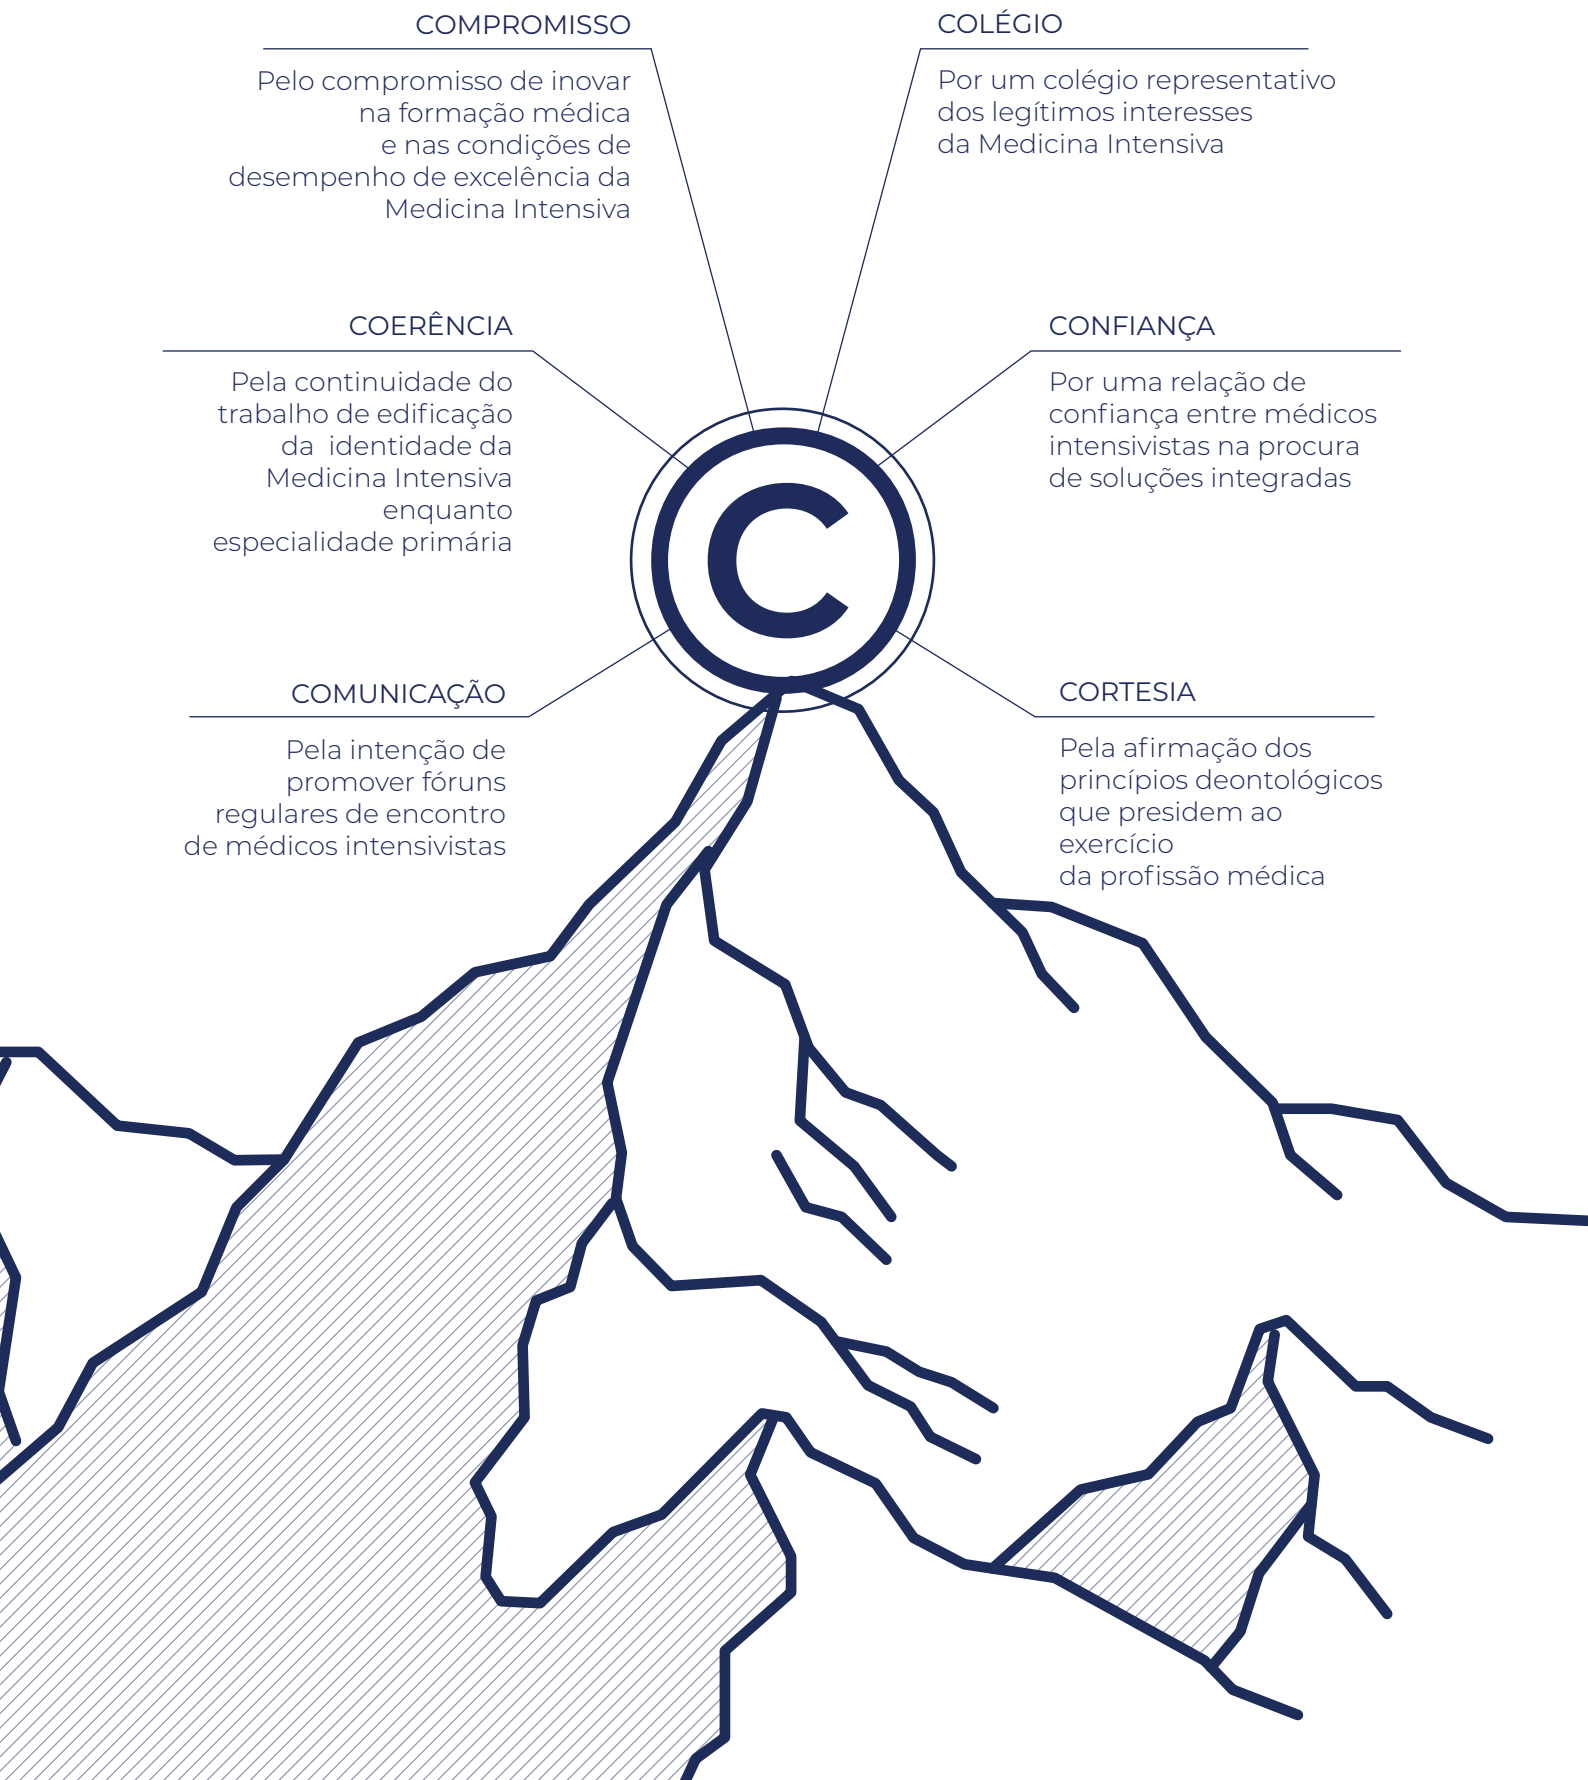 COMPROMISSO
Pelo compromisso de inovar
na formação médica
e nas condições de
desempenho de excelência da
Medicina Intensiva
COLÉGIO
Por um colégio representativo
dos legítimos interesses
da Medicina Intensiva
COERÊNCIA
Pela continuidade do
trabalho de edificação
da  identidade da
Medicina Intensiva
enquanto
especialidade primária
CONFIANÇA
Por uma relação de
confiança entre médicos
intensivistas na procura
de soluções integradas
C
COMUNICAÇÃO
Pela intenção de
promover fóruns
regulares de encontro
de médicos intensivistas
CORTESIA
Pela afirmação dos
princípios deontológicos
que presidem ao
exercício
da profissão médica